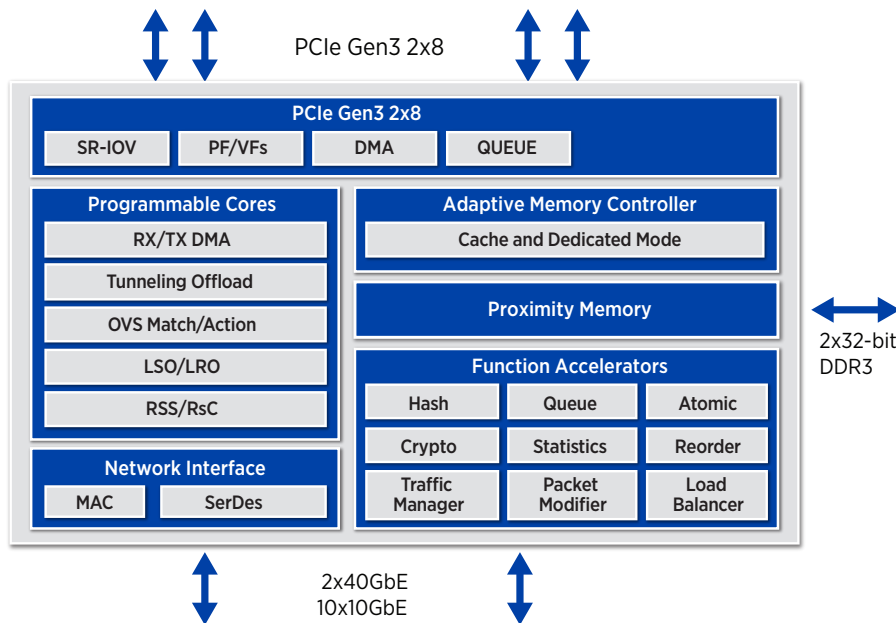 PCIe Gen3 2x8
PCIe Gen3 2x8
SR-IOV
PF/VFs
DMA
QUEUE
Programmable Cores
RX/TX DMA
Tunneling Offload
OVS Match/Action
LSO/LRO
RSS/RsC
Network Interface
MAC
SerDes
Adaptive Memory Controller
Cache and Dedicated Mode
Proximity Memory
Function Accelerators
Hash
Queue
Atomic
Crypto
Statistics
Reorder
Traffic
Manager
Packet
Modifier
Load
Balancer
2x32-bit
DDR3
2x40GbE
10x10GbE